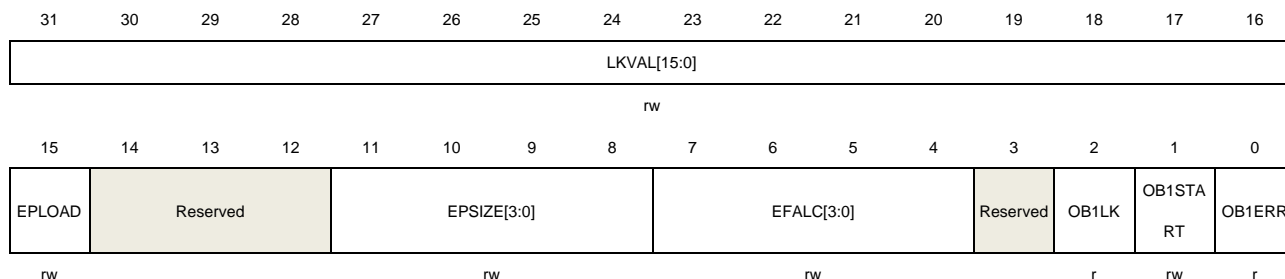 31 30 29 28 27 26 25 24 23 22 21 20 19 18 17 16
LKVAL[15:0]
rw
15 14 13 12 11 10 9 8 7 6 5 4 3 2 1 0
EPLOAD Reserved EPSIZE[3:0] EFALC[3:0] Reserved OB1LK OB1STA
RT OB1ERR
rw rw rw r rw r